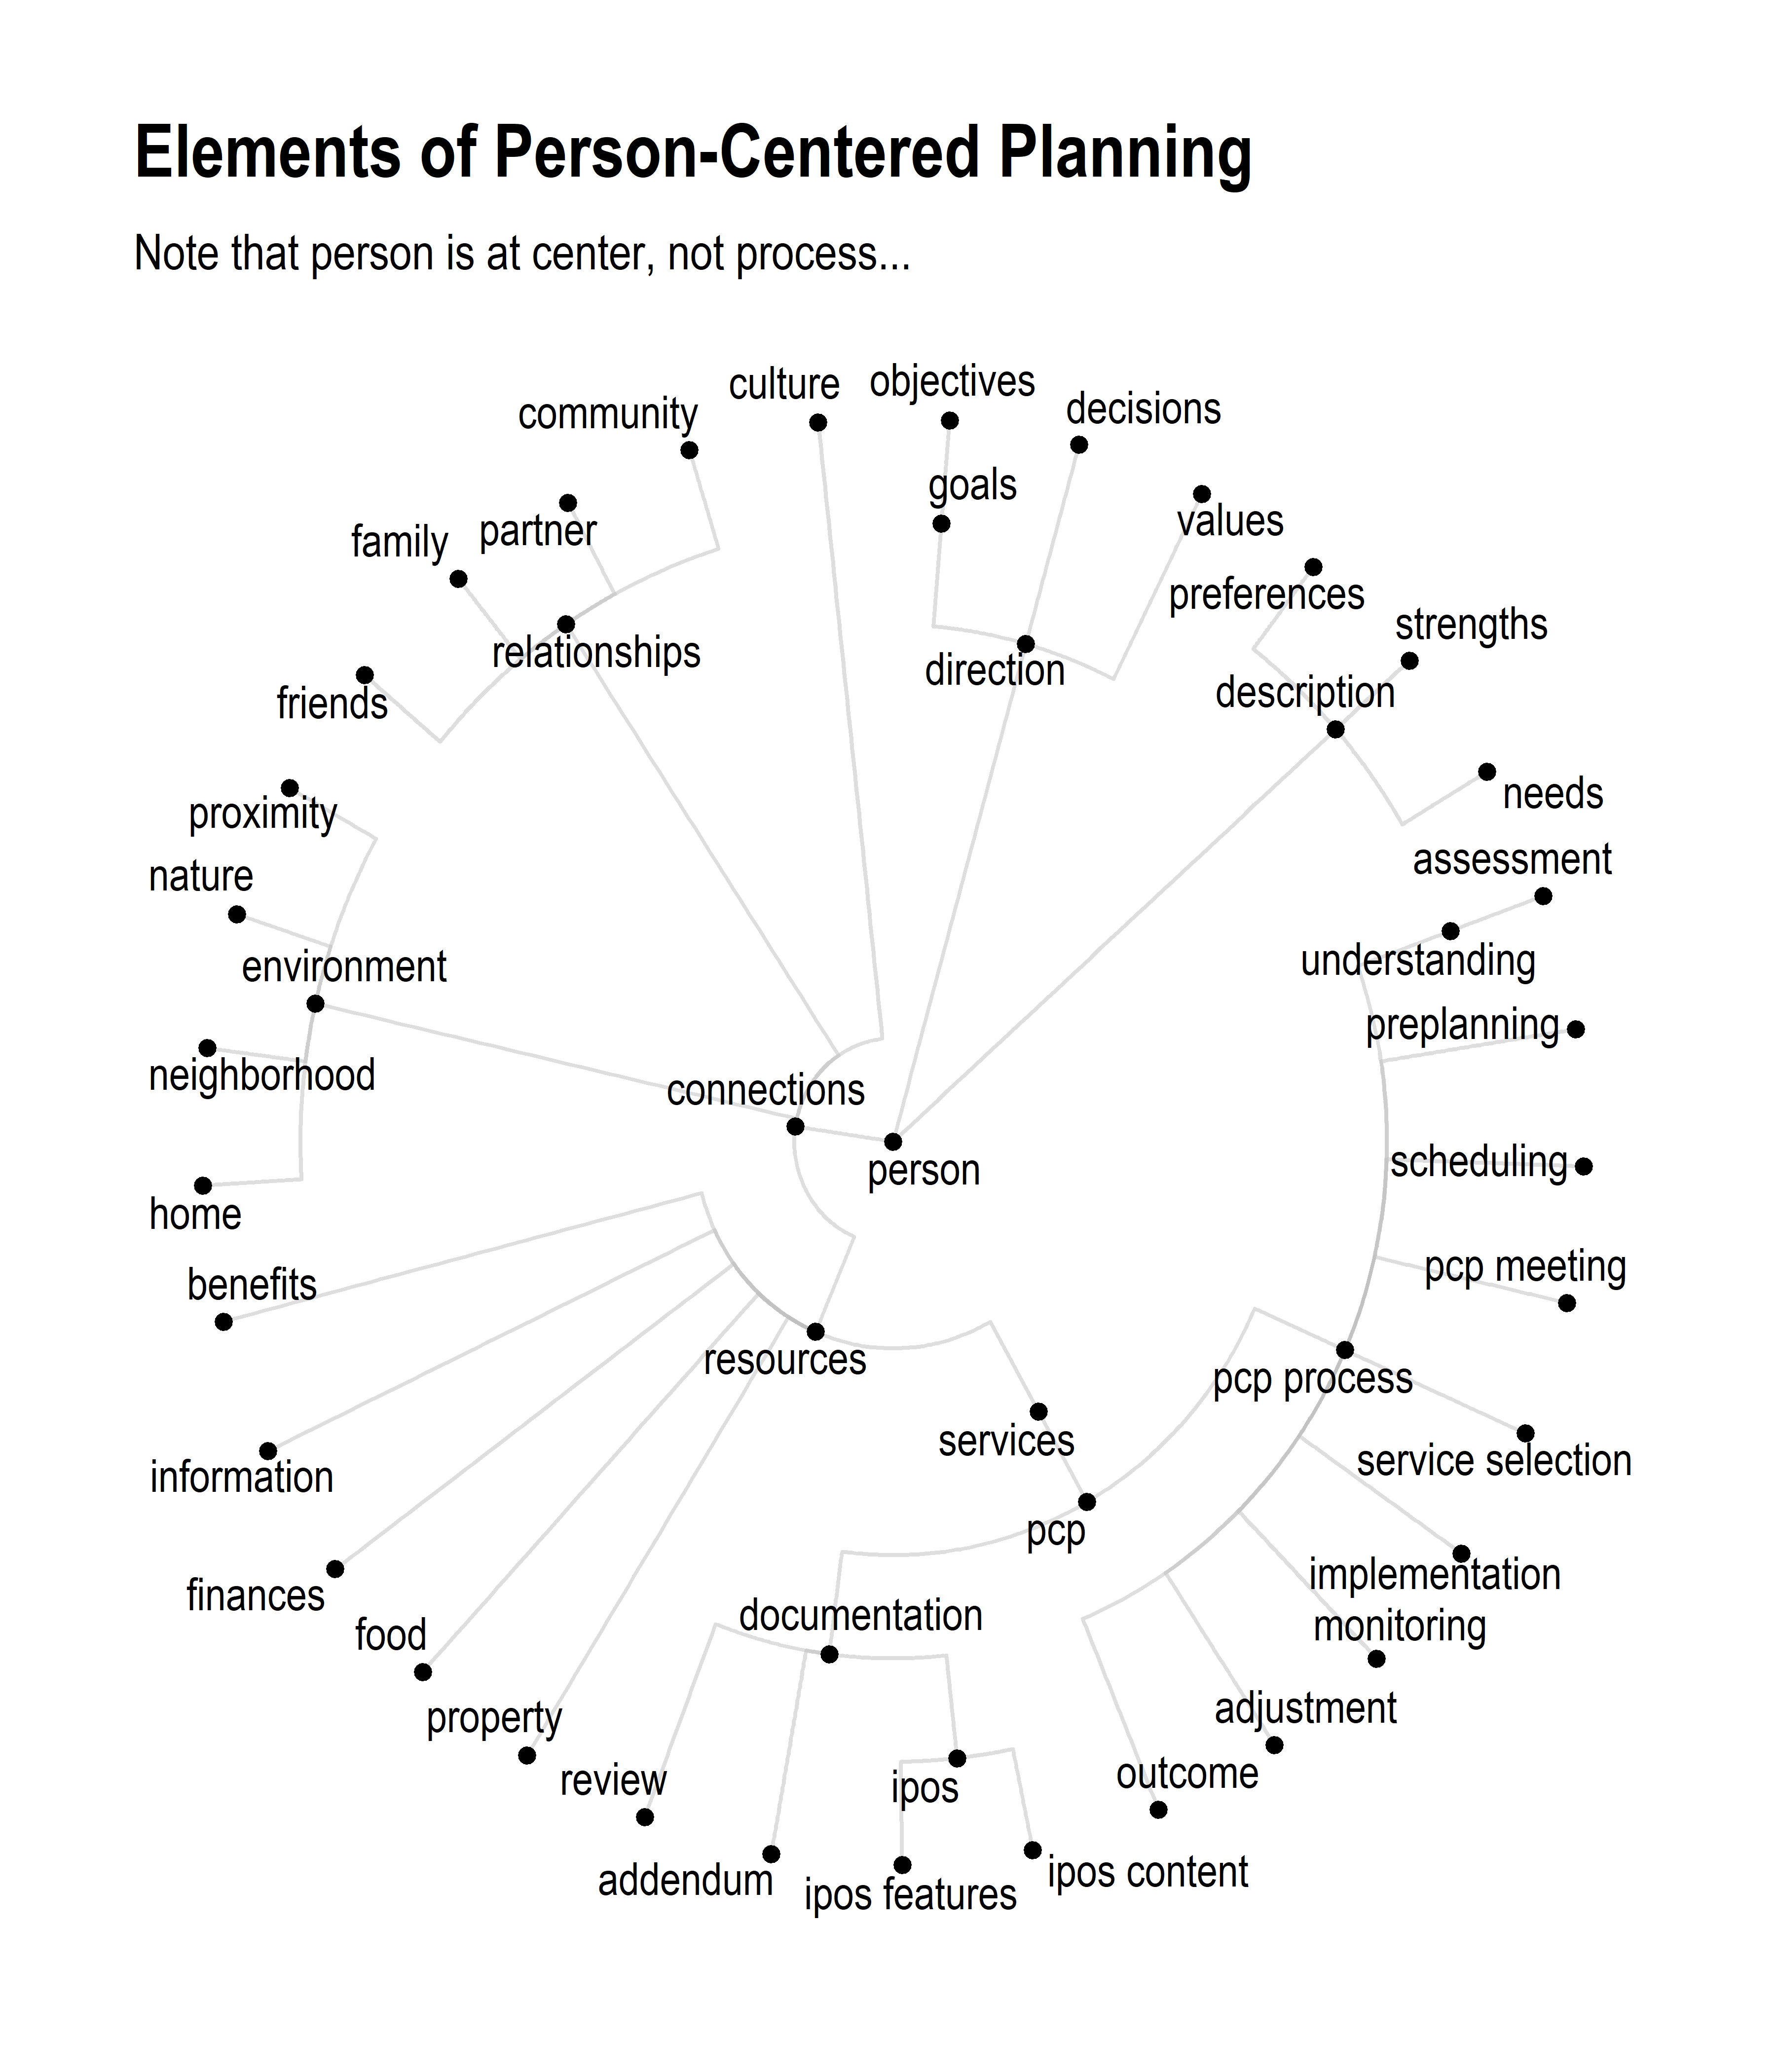 Elements of Person-Centered Planning
Note that person is at center, not process...
culture
objectives
decisions
community
goals
values
partner
family
preferences
strengths
relationships
direction
description
friends
needs
proximity
assessment
nature
understanding
environment
preplanning
neighborhood
connections
scheduling
person
home
pcp meeting
benefits
resources
pcp process
services
service selection
information
pcp
implementation
finances
documentation
monitoring
food
adjustment
property
outcome
review
ipos
addendum
ipos features
ipos content